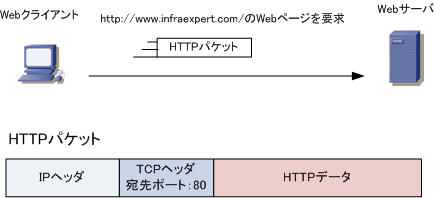 Webクライアント
http://www.infraexpert.com/のWebページを要求
Webサーバ
HTTPパケット
HTTPパケット
IPヘッダ
TCPヘッダ
宛先ポート:80
HTTPデータ